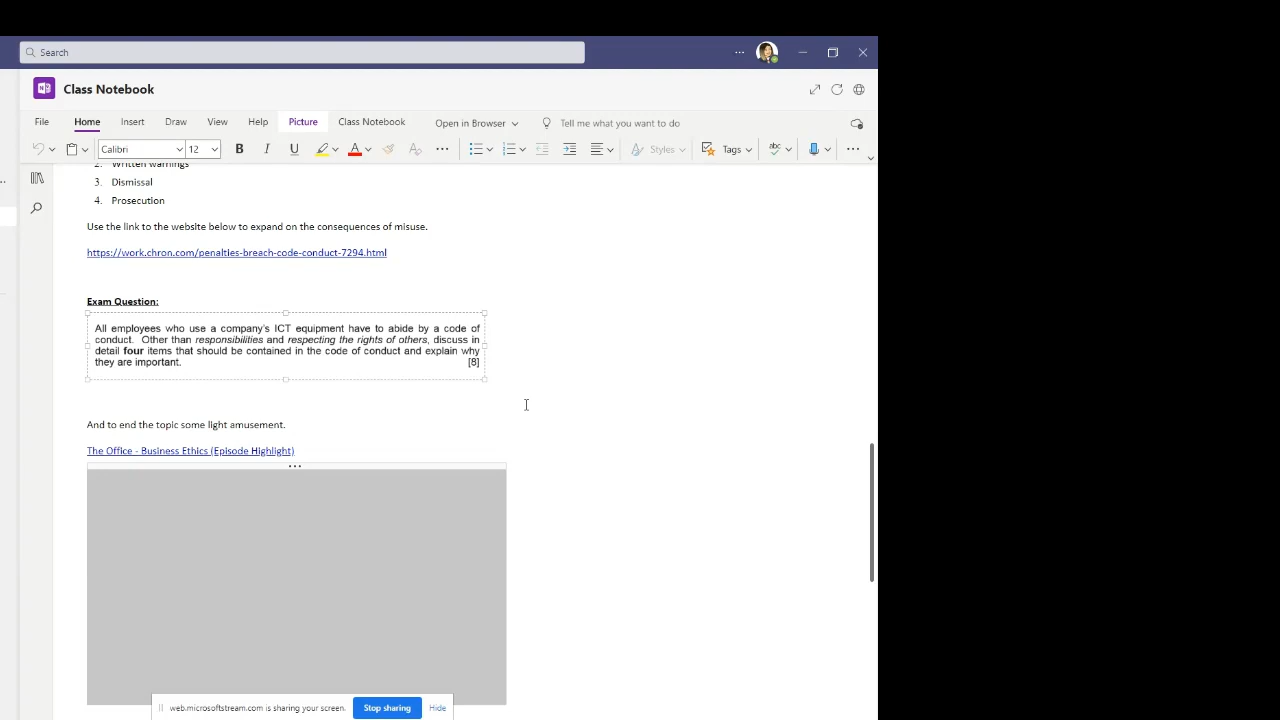 Search
Class Notebook
File Home Insert Draw View Help Picture Class Notebook Open in Browser Tell me what you want to do
Calibri 12 B I U A Styles Tags abc
2. Written warnings
3. Dismissal
4. Prosecution
Use the link to the website below to expand on the consequences of misuse.
https://work.chron.com/penalties-breach-code-conduct-7294.html
Exam Question:
All employees who use a company's ICT equipment have to abide by a code of
conduct. Other than responsibilities and respecting the rights of others, discuss in
detail four items that should be contained in the code of conduct and explain why
they are important. [8]
And to end the topic some light amusement.
The Office - Business Ethics (Episode Highlight)
web.microsoftstream.com is sharing your screen. Stop sharing Hide